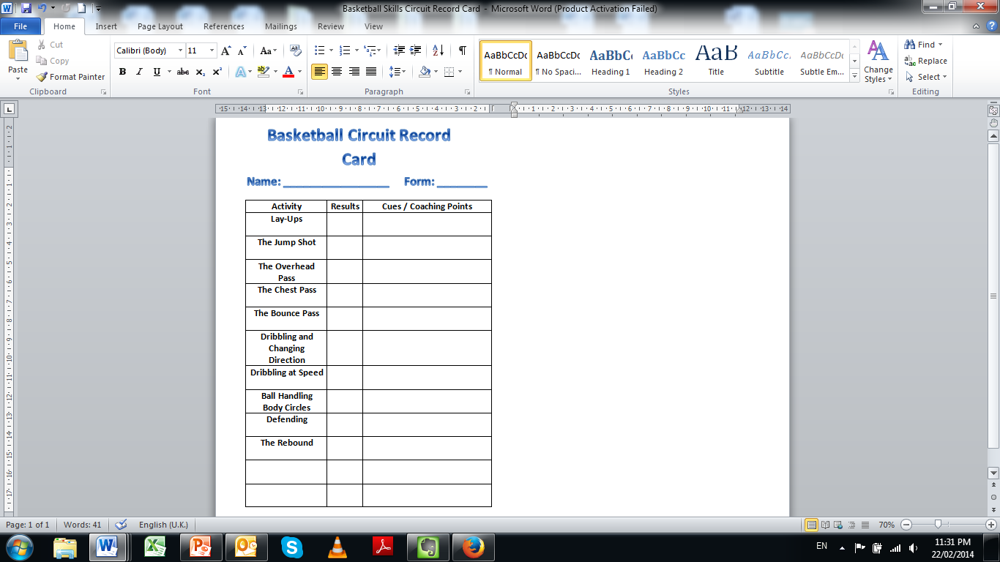 Basketball Skills Circuit Record Card - Microsoft Word (Product Activation Failed)
File Home Insert Page Layout References Mailings Review View
Paste
Cut
Copy
Format Painter
Clipboard
Calibri (Body) 11
Font
Paragraph
AaBbCcDc AaBbCcDc AaBbCc AaBbCc AaB AaBbCc. AaBbCcDc
¶ Normal ¶ No Spaci... Heading 1 Heading 2 Title Subtitle Subtle Em...
Styles
Change Styles
Find
Replace
Select
Editing
Basketball Circuit Record
Card
Name: __________________ Form: ________
Activity Results Cues / Coaching Points
Lay-Ups
The Jump Shot
The Overhead
Pass
The Chest Pass
The Bounce Pass
Dribbling and
Changing
Direction
Dribbling at Speed
Ball Handling
Body Circles
Defending
The Rebound
Page: 1 of 1 Words: 41 English (U.K.) 70%
EN 11:31 PM
22/02/2014